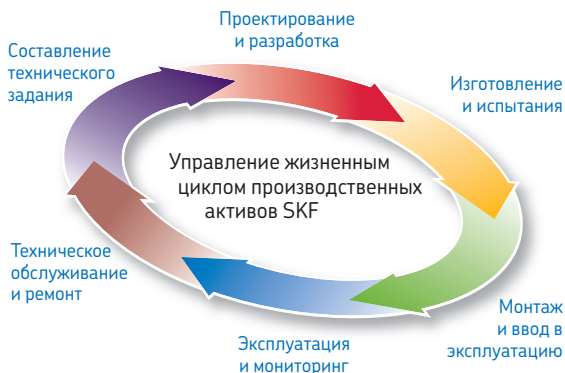 Проектирование
и разработка
Составление
технического
задания
Изготовление
и испытания
Управление жизненным
циклом производственных
активов SKF
Техническое
обслуживание
и ремонт
Монтаж
и ввод в
эксплуатацию
Эксплуатация
и мониторинг